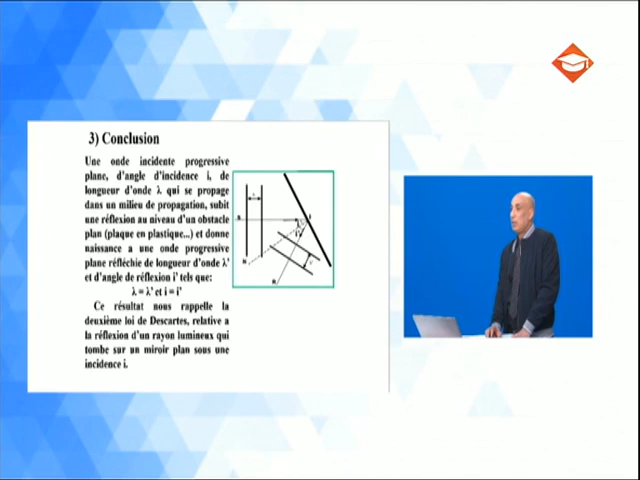 3) Conclusion
Une onde incidente progressive
plane, d'angle d'incidence i, de
longueur d'onde λ qui se propage
dans un milieu de propagation, subit
une réflexion au niveau d'un obstacle
plan (plaque en plastique...) et donne
naissance a une onde progressive
plane réfléchie de longueur d'onde λ'
et d'angle de réflexion i' tels que:
λ = λ' et i = i'
Ce résultat nous rappelle la
deuxième loi de Descartes, relative a
la réflexion d'un rayon lumineux qui
tombe sur un miroir plan sous une
incidence i.